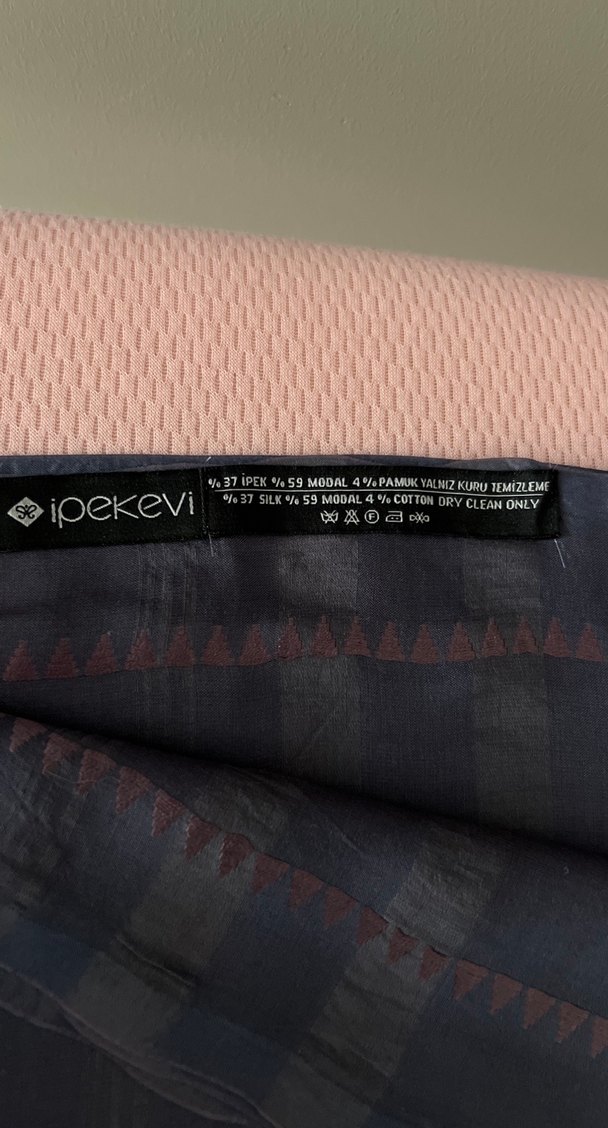 ipekevi
% 37 İPEK % 59 MODAL 4 % PAMUK YALNIZ KURU TEMİZLEME
% 37 SILK % 59 MODAL 4 % COTTON DRY CLEAN ONLY